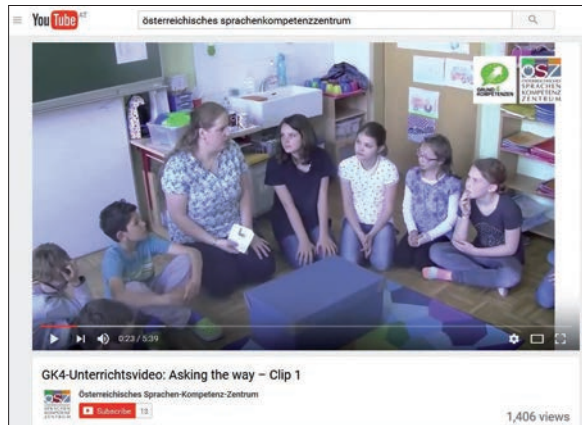 YouTube AT
österreichisches sprachenkompetenzzentrum
GRUND
KOMPETENZEN
ÖSZ
ÖSTERREICHISCHES
SPRACHEN
KOMPETENZ
ZENTRUM
0:23 / 5:39
GK4-Unterrichtsvideo: Asking the way – Clip 1
ÖSZ
Österreichisches Sprachen-Kompetenz-Zentrum
Subscribe 15
1,406 views